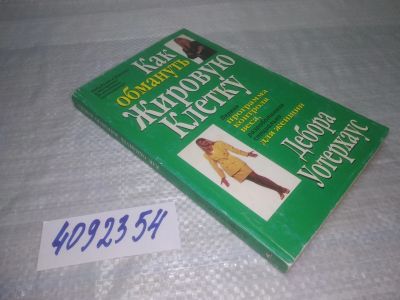 Как
обмануть
Жировую
Клетку
программа
контроля
веса,
для женщин
Дебора
Уотерхаус
4092354